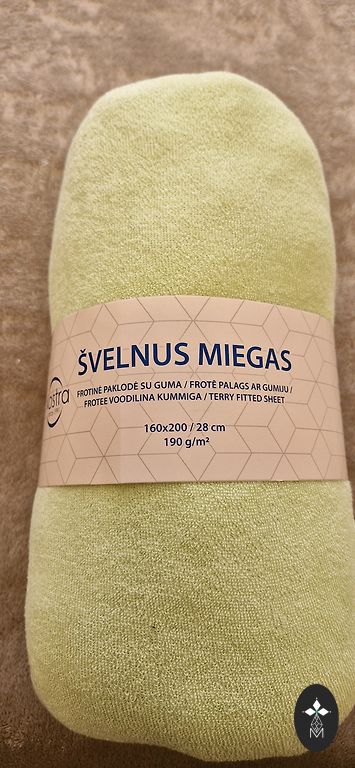 ŠVELNUS MIEGAS
FROTINĖ PAKLODĖ SU GUMA / FROTĒ PALAGS AR GUMIJU /
FROTEE VOODILINA KUMMIGA / TERRY FITTED SHEET
160x200 / 28 cm
190 g/m²
ostra
M